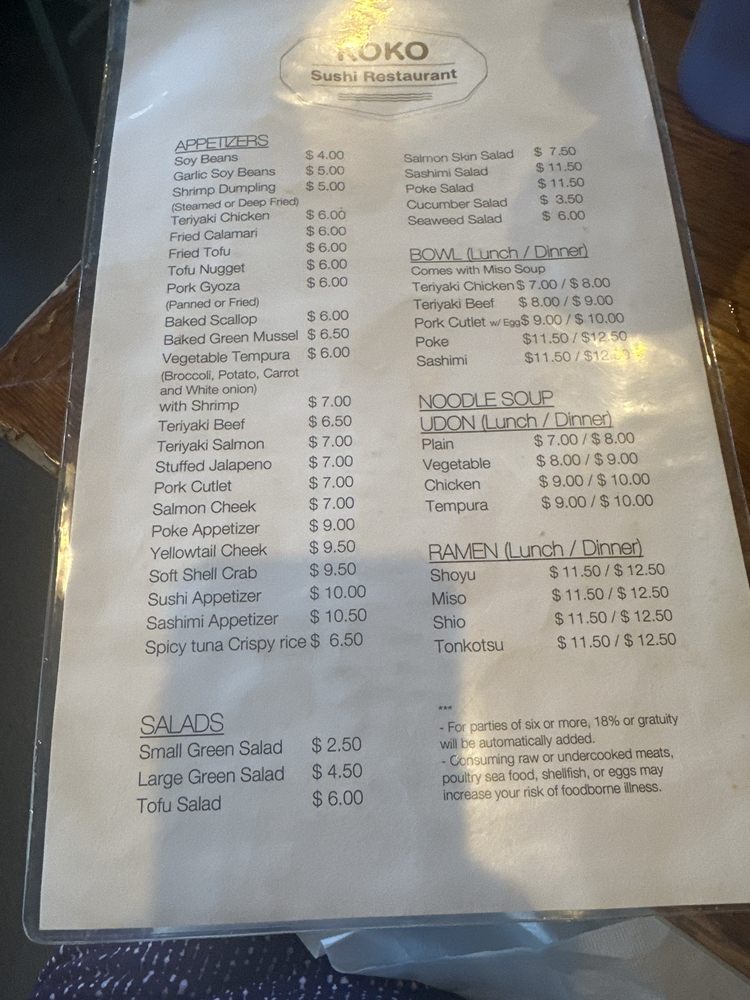 KOKO
Sushi Restaurant
APPETIZERS
Soy Beans $ 4.00
Garlic Soy Beans $ 5.00
Shrimp Dumpling $ 5.00
(Steamed or Deep Fried)
Teriyaki Chicken $ 6.00
Fried Calamari $ 6.00
Fried Tofu $ 6.00
Tofu Nugget $ 6.00
Pork Gyoza $ 6.00
(Panned or Fried)
Baked Scallop $ 6.00
Baked Green Mussel $ 6.50
Vegetable Tempura $ 6.00
(Broccoli, Potato, Carrot
and White onion)
with Shrimp $ 7.00
Teriyaki Beef $ 6.50
Teriyaki Salmon $ 7.00
Stuffed Jalapeno $ 7.00
Pork Cutlet $ 7.00
Salmon Cheek $ 7.00
Poke Appetizer $ 9.00
Yellowtail Cheek $ 9.50
Soft Shell Crab $ 9.50
Sushi Appetizer $ 10.00
Sashimi Appetizer $ 10.50
Spicy tuna Crispy rice $ 6.50
SALADS
Small Green Salad $ 2.50
Large Green Salad $ 4.50
Tofu Salad $ 6.00
Salmon Skin Salad $ 7.50
Sashimi Salad $ 11.50
Poke Salad $ 11.50
Cucumber Salad $ 3.50
Seaweed Salad $ 6.00
BOWL (Lunch / Dinner)
Comes with Miso Soup
Teriyaki Chicken $ 7.00 / $ 8.00
Teriyaki Beef $ 8.00 / $ 9.00
Pork Cutlet w/ Egg $ 9.00 / $ 10.00
Poke $11.50 / $12.50
Sashimi $11.50 /
NOODLE SOUP
UDON (Lunch / Dinner)
Plain $ 7.00 / $ 8.00
Vegetable $ 8.00 / $ 9.00
Chicken $ 9.00 / $ 10.00
Tempura $ 9.00 / $ 10.00
RAMEN (Lunch / Dinner)
Shoyu $ 11.50 / $ 12.50
Miso $ 11.50 / $ 12.50
Shio $ 11.50 / $ 12.50
Tonkotsu $ 11.50 / $ 12.50
***
- For parties of six or more, 18% or gratuity
will be automatically added.
- Consuming raw or undercooked meats,
poultry sea food, shellfish, or eggs may
increase your risk of foodborne illness.